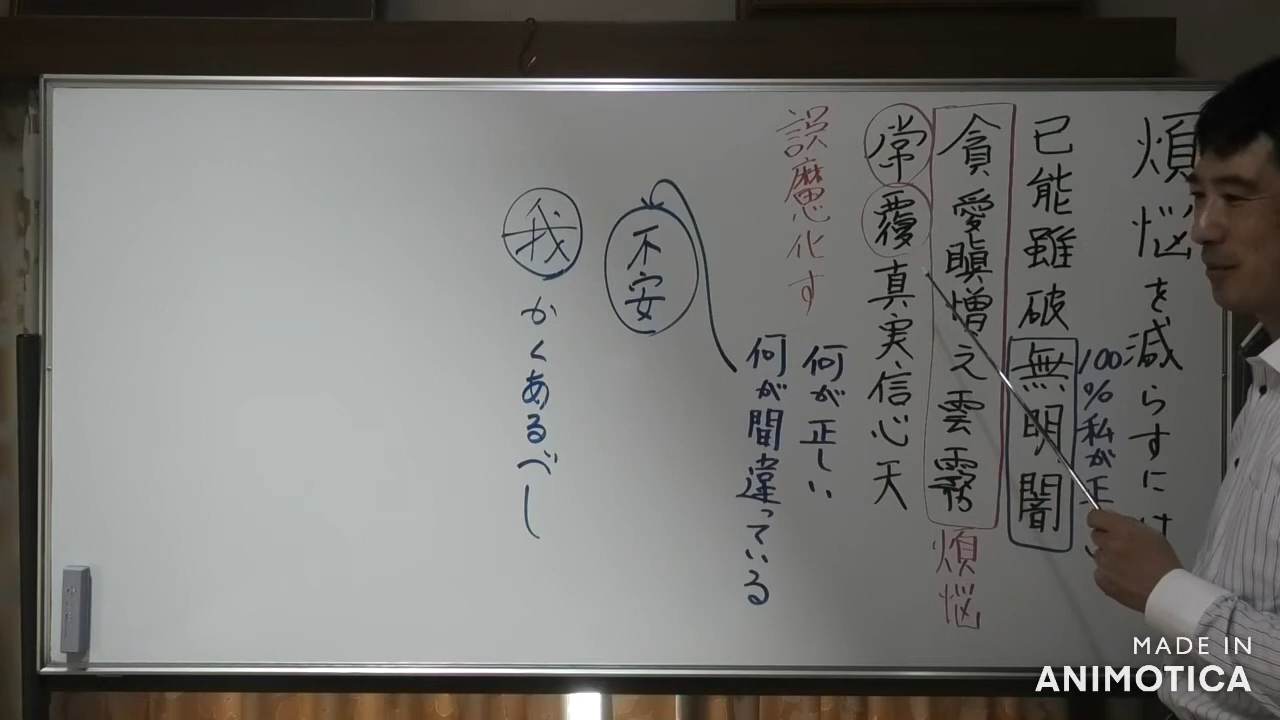 煩悩を減らすには
已能雖破無明闇
100%私が正
貪愛瞋憎之雲霧
煩悩
常覆真実信心天
誤魔化す
何が正しい
何が間違っている
不安
我
かくあるべし
MADE IN
ANIMOTICA